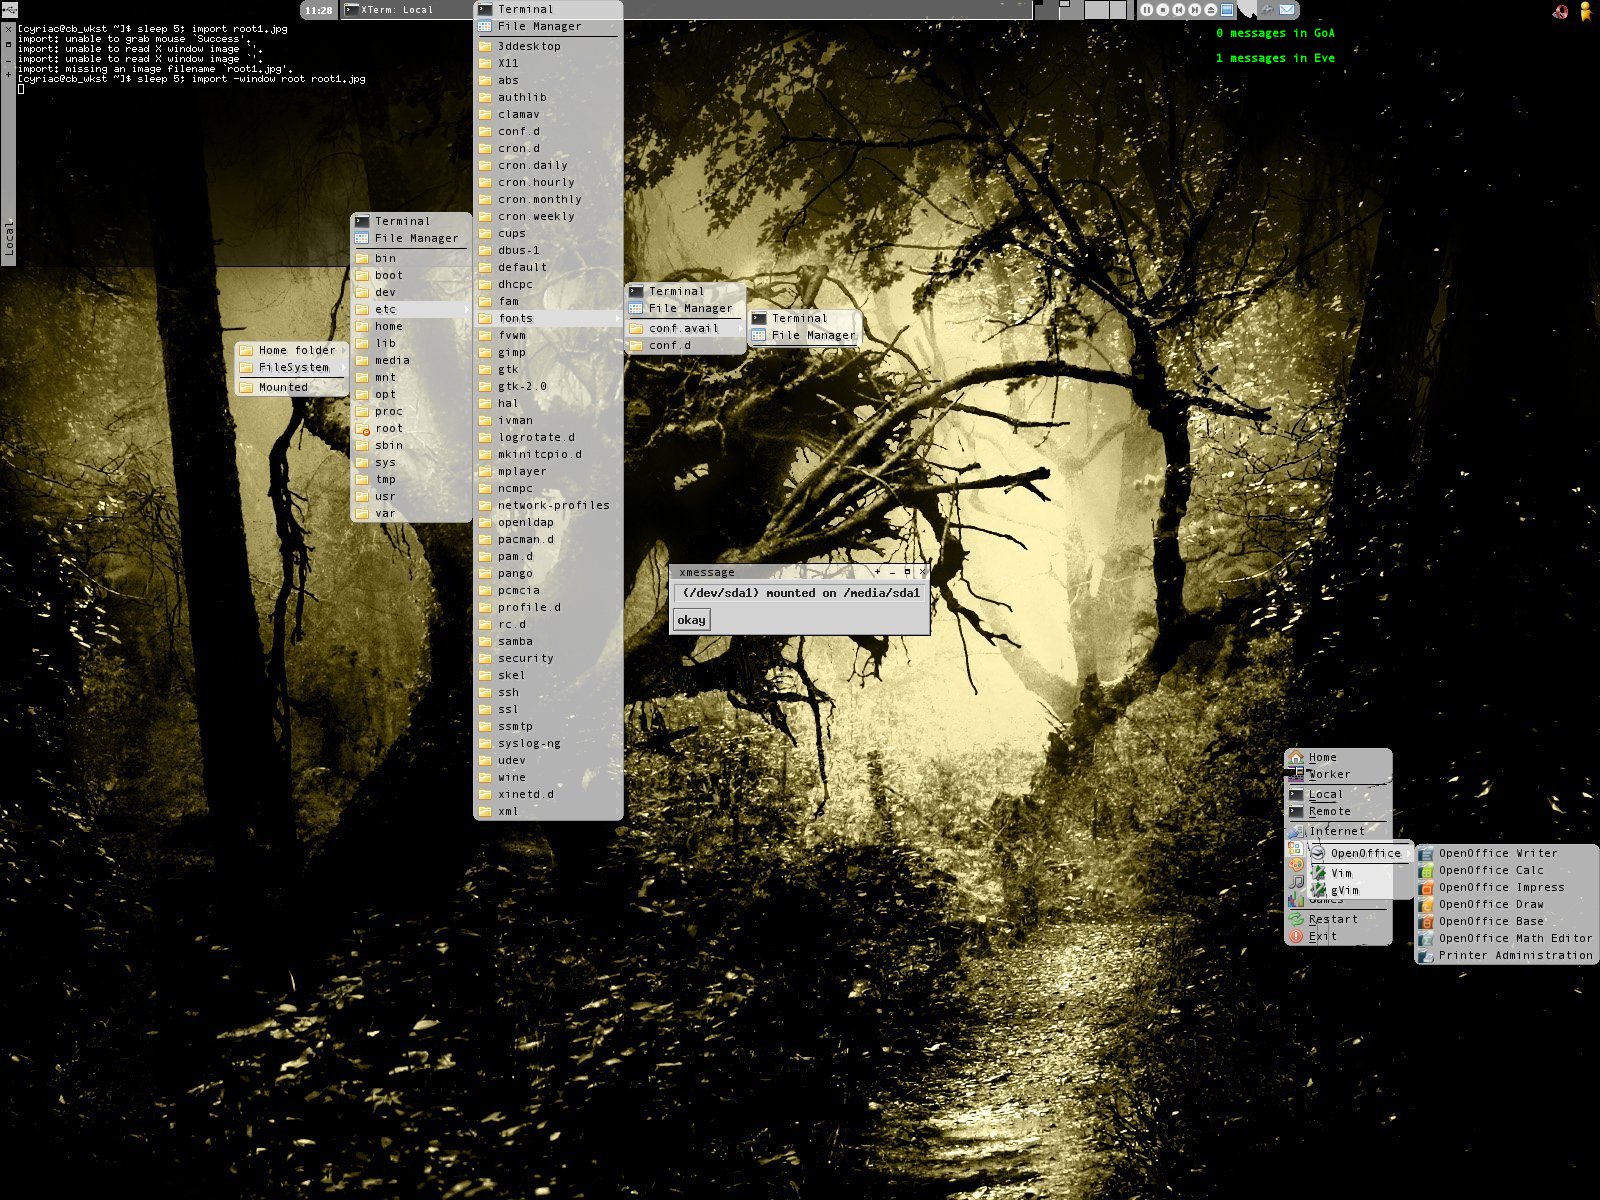 11:28
XTerm: Local
[cyriac@cb_wkst ~]$ sleep 5; import root1.jpg
import: unable to grab mouse `Success'.
import: unable to read X window image `'.
import: unable to read X window image `'.
import: missing an image filename `root1.jpg'.
[cyriac@cb_wkst ~]$ sleep 5; import -window root root1.jpg
Local
0 messages in GoA
1 messages in Eve
Home folder
FileSystem
Mounted
Terminal
File Manager
bin
boot
dev
etc
home
lib
media
mnt
opt
proc
root
sbin
sys
tmp
usr
var
Terminal
File Manager
3ddesktop
X11
abs
authlib
clamav
conf.d
cron.d
cron.daily
cron.hourly
cron.monthly
cron.weekly
cups
dbus-1
default
dhcpc
fam
fonts
fvwm
gimp
gtk
gtk-2.0
hal
ivman
logrotate.d
mkinitcpio.d
mplayer
ncmpc
network-profiles
openldap
pacman.d
pam.d
pango
pcmcia
profile.d
rc.d
samba
security
skel
ssh
ssl
ssmtp
syslog-ng
udev
wine
xinetd.d
xml
Terminal
File Manager
conf.avail
conf.d
Terminal
File Manager
xmessage
(/dev/sda1) mounted on /media/sda1
okay
Home
Worker
Local
Remote
Internet
Games
Restart
Exit
OpenOffice
Vim
gVim
OpenOffice Writer
OpenOffice Calc
OpenOffice Impress
OpenOffice Draw
OpenOffice Base
OpenOffice Math Editor
Printer Administration